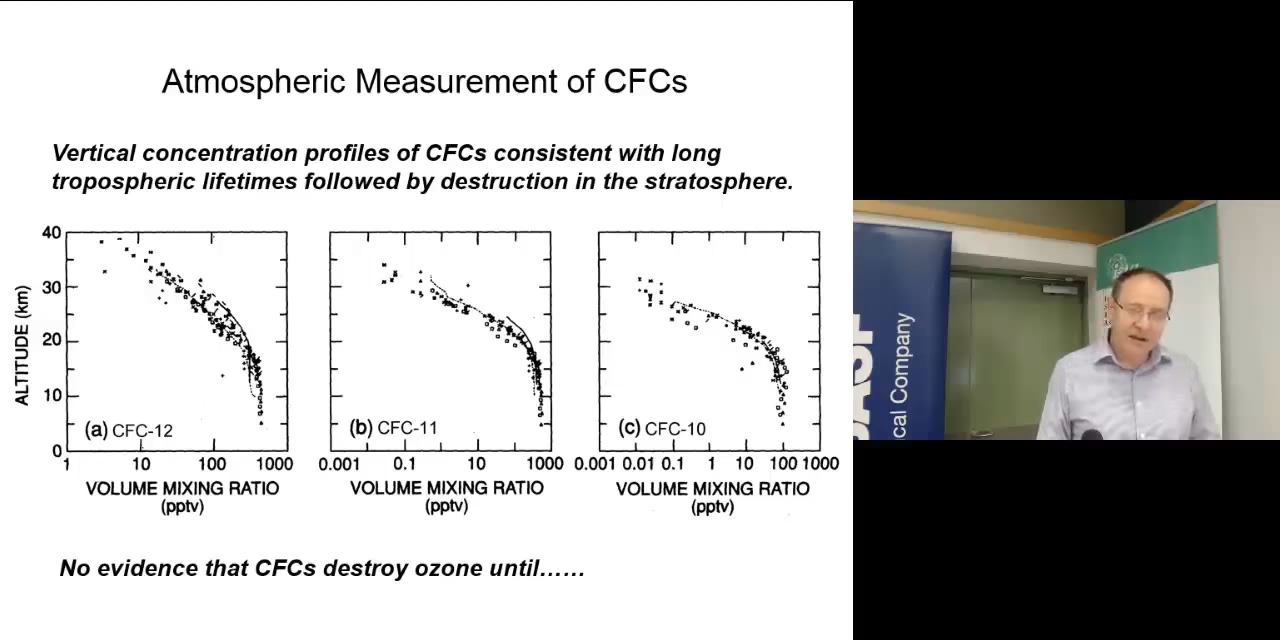 Atmospheric Measurement of CFCs
Vertical concentration profiles of CFCs consistent with long
tropospheric lifetimes followed by destruction in the stratosphere.
ALTITUDE (km)
40
30
20
10
0
(a) CFC-12
1 10 100 1000
VOLUME MIXING RATIO
(pptv)
(b) CFC-11
0.001 0.1 10 1000
VOLUME MIXING RATIO
(pptv)
(c) CFC-10
0.001 0.01 0.1 1 10 100 1000
VOLUME MIXING RATIO
(pptv)
No evidence that CFCs destroy ozone until......
BASF
cal Company